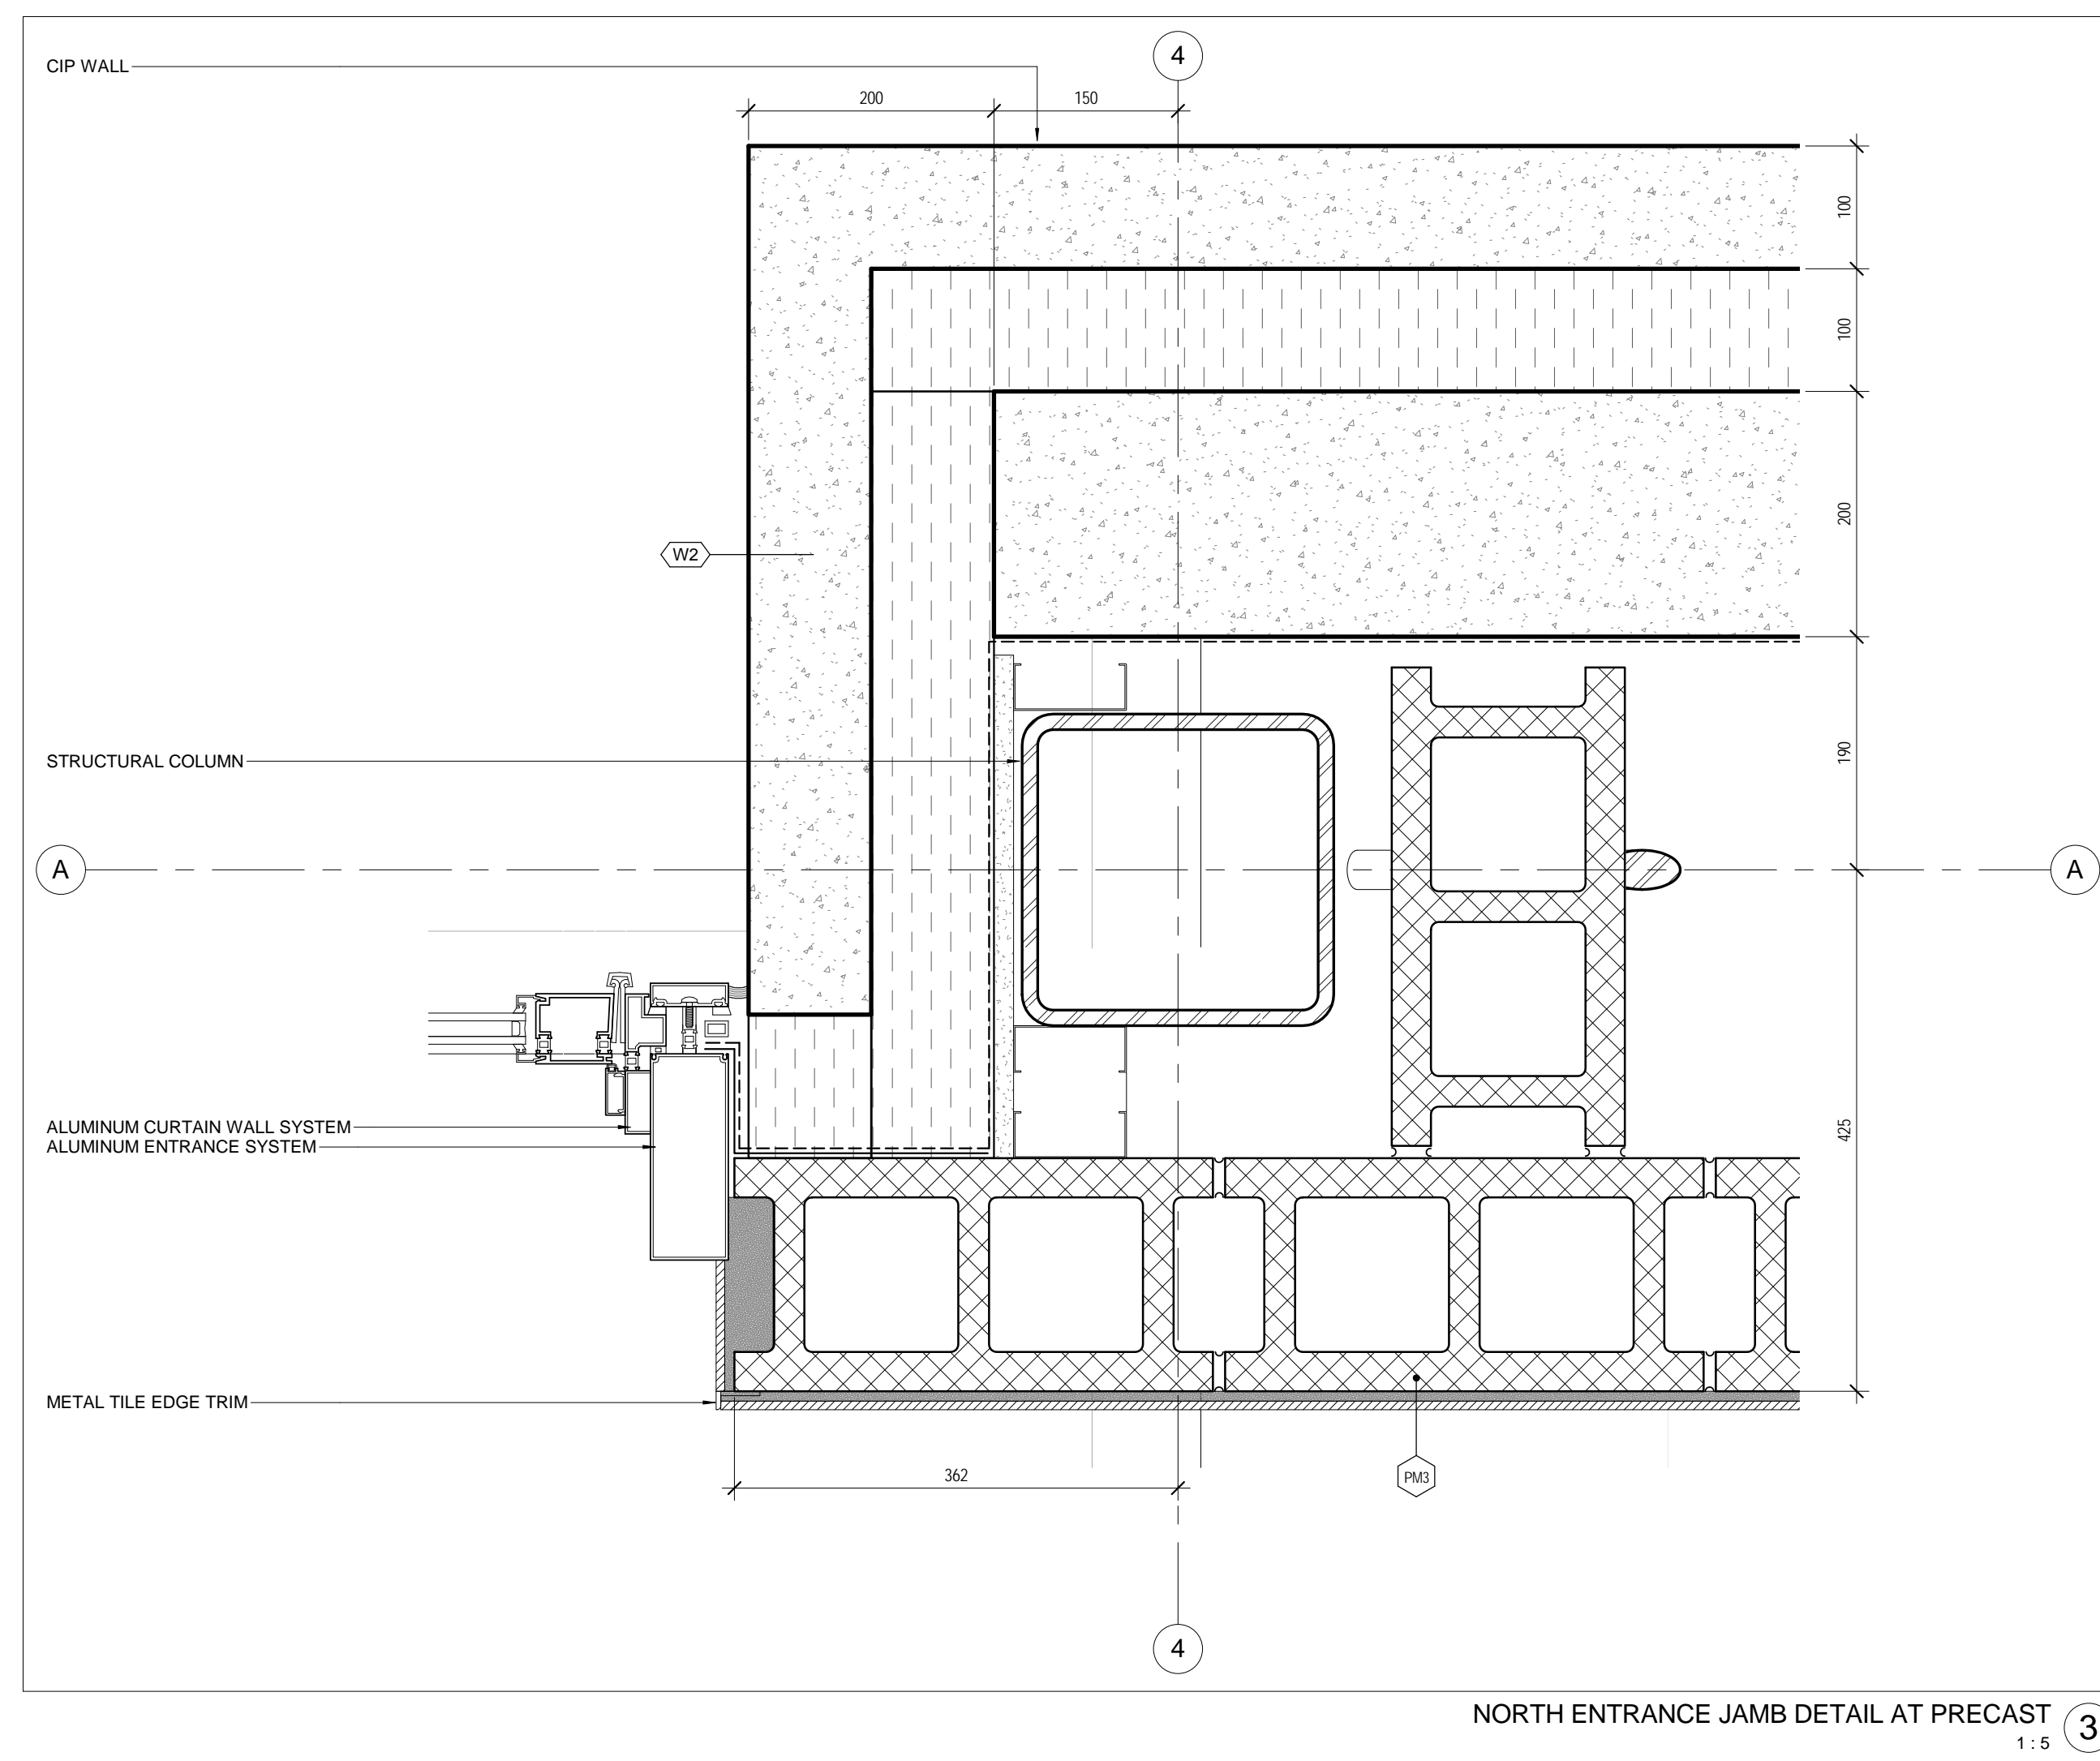 CIP WALL
4
200
150
100
100
W2
200
STRUCTURAL COLUMN
190
A
A
ALUMINUM CURTAIN WALL SYSTEM
ALUMINUM ENTRANCE SYSTEM
425
METAL TILE EDGE TRIM
362
PM3
4
NORTH ENTRANCE JAMB DETAIL AT PRECAST
3
1 : 5